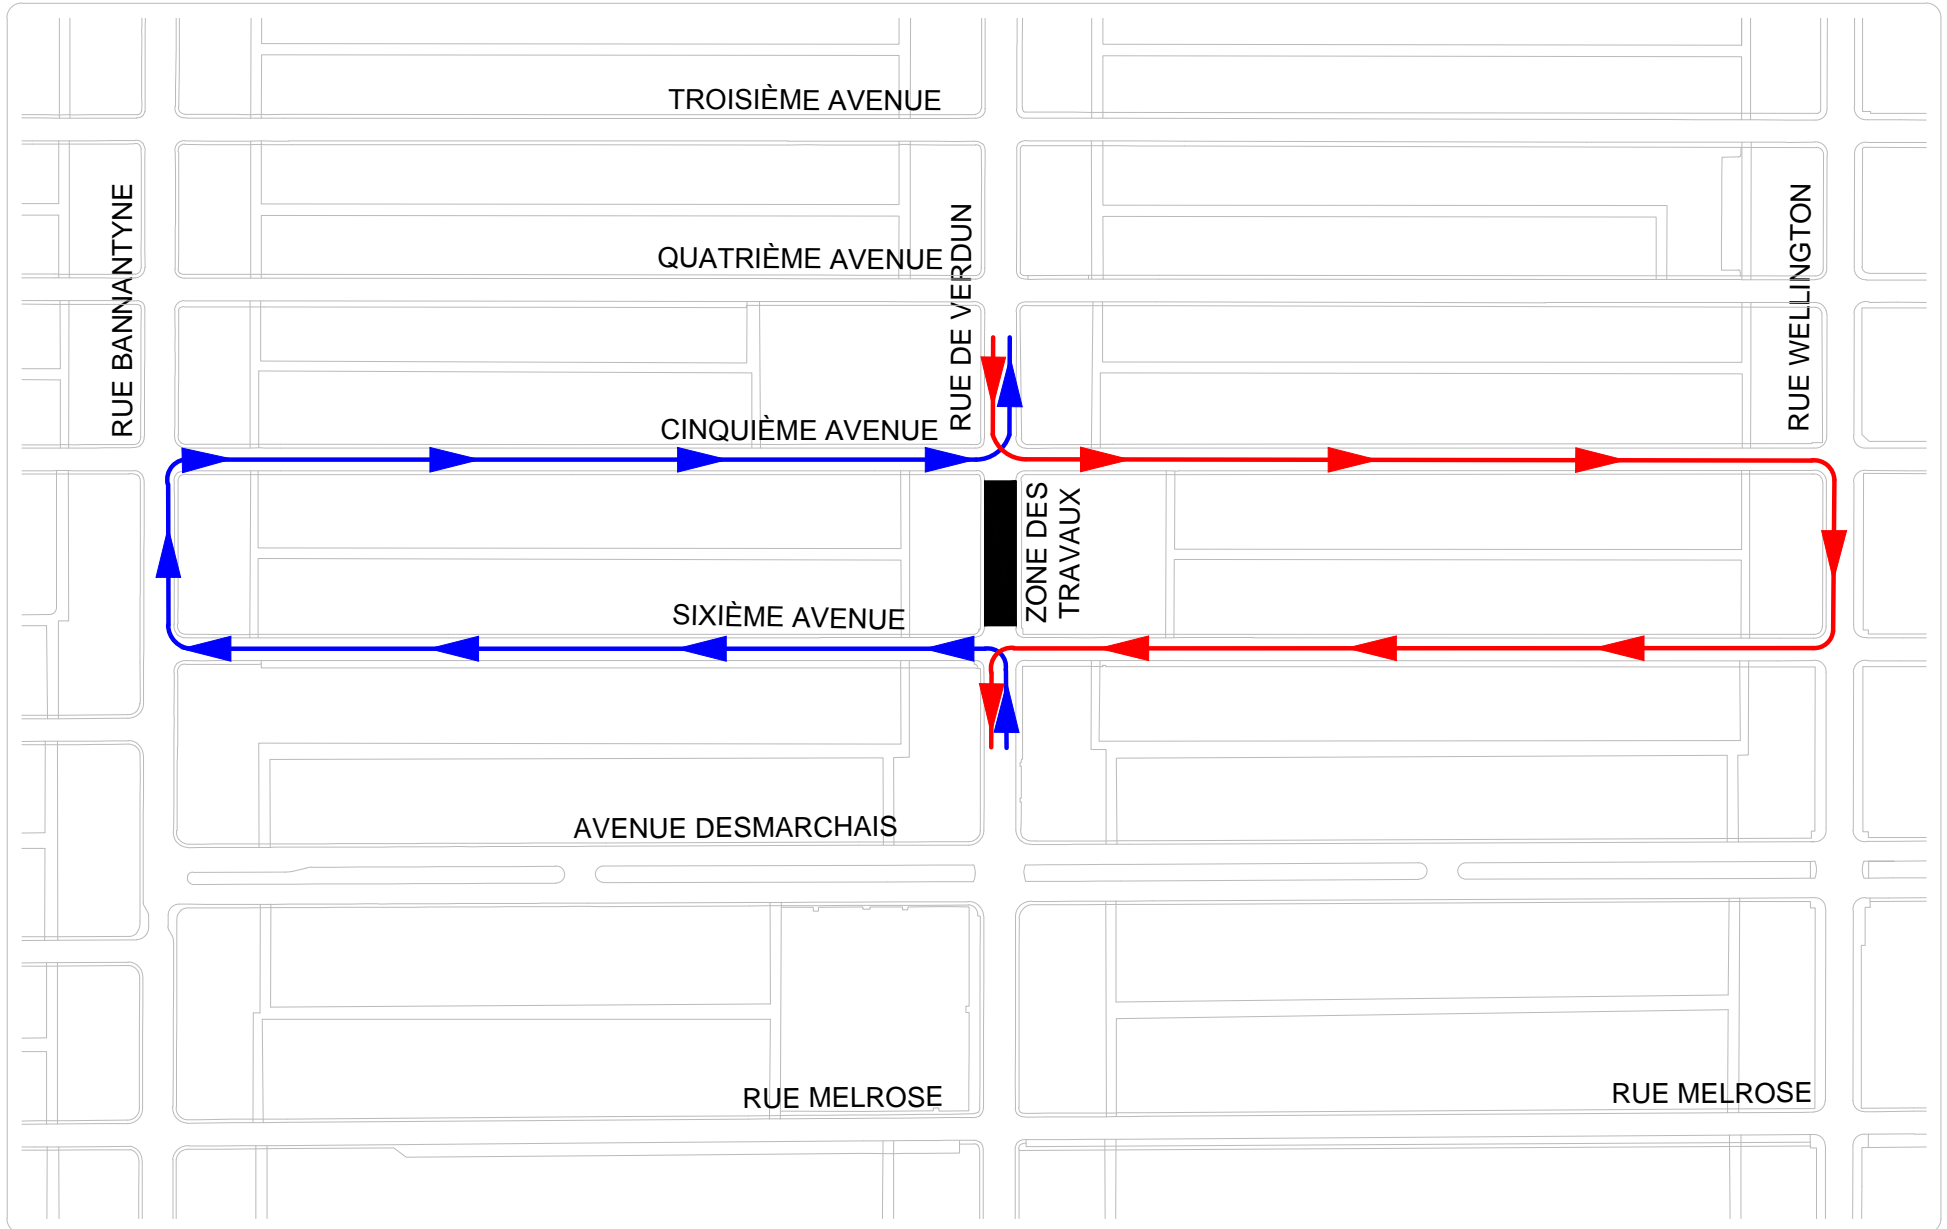 TROISIÈME AVENUE
RUE BANNANTYNE
QUATRIÈME AVENUE
RUE DE VERDUN
RUE WELLINGTON
CINQUIÈME AVENUE
ZONE DES
TRAVAUX
SIXIÈME AVENUE
AVENUE DESMARCHAIS
RUE MELROSE
RUE MELROSE